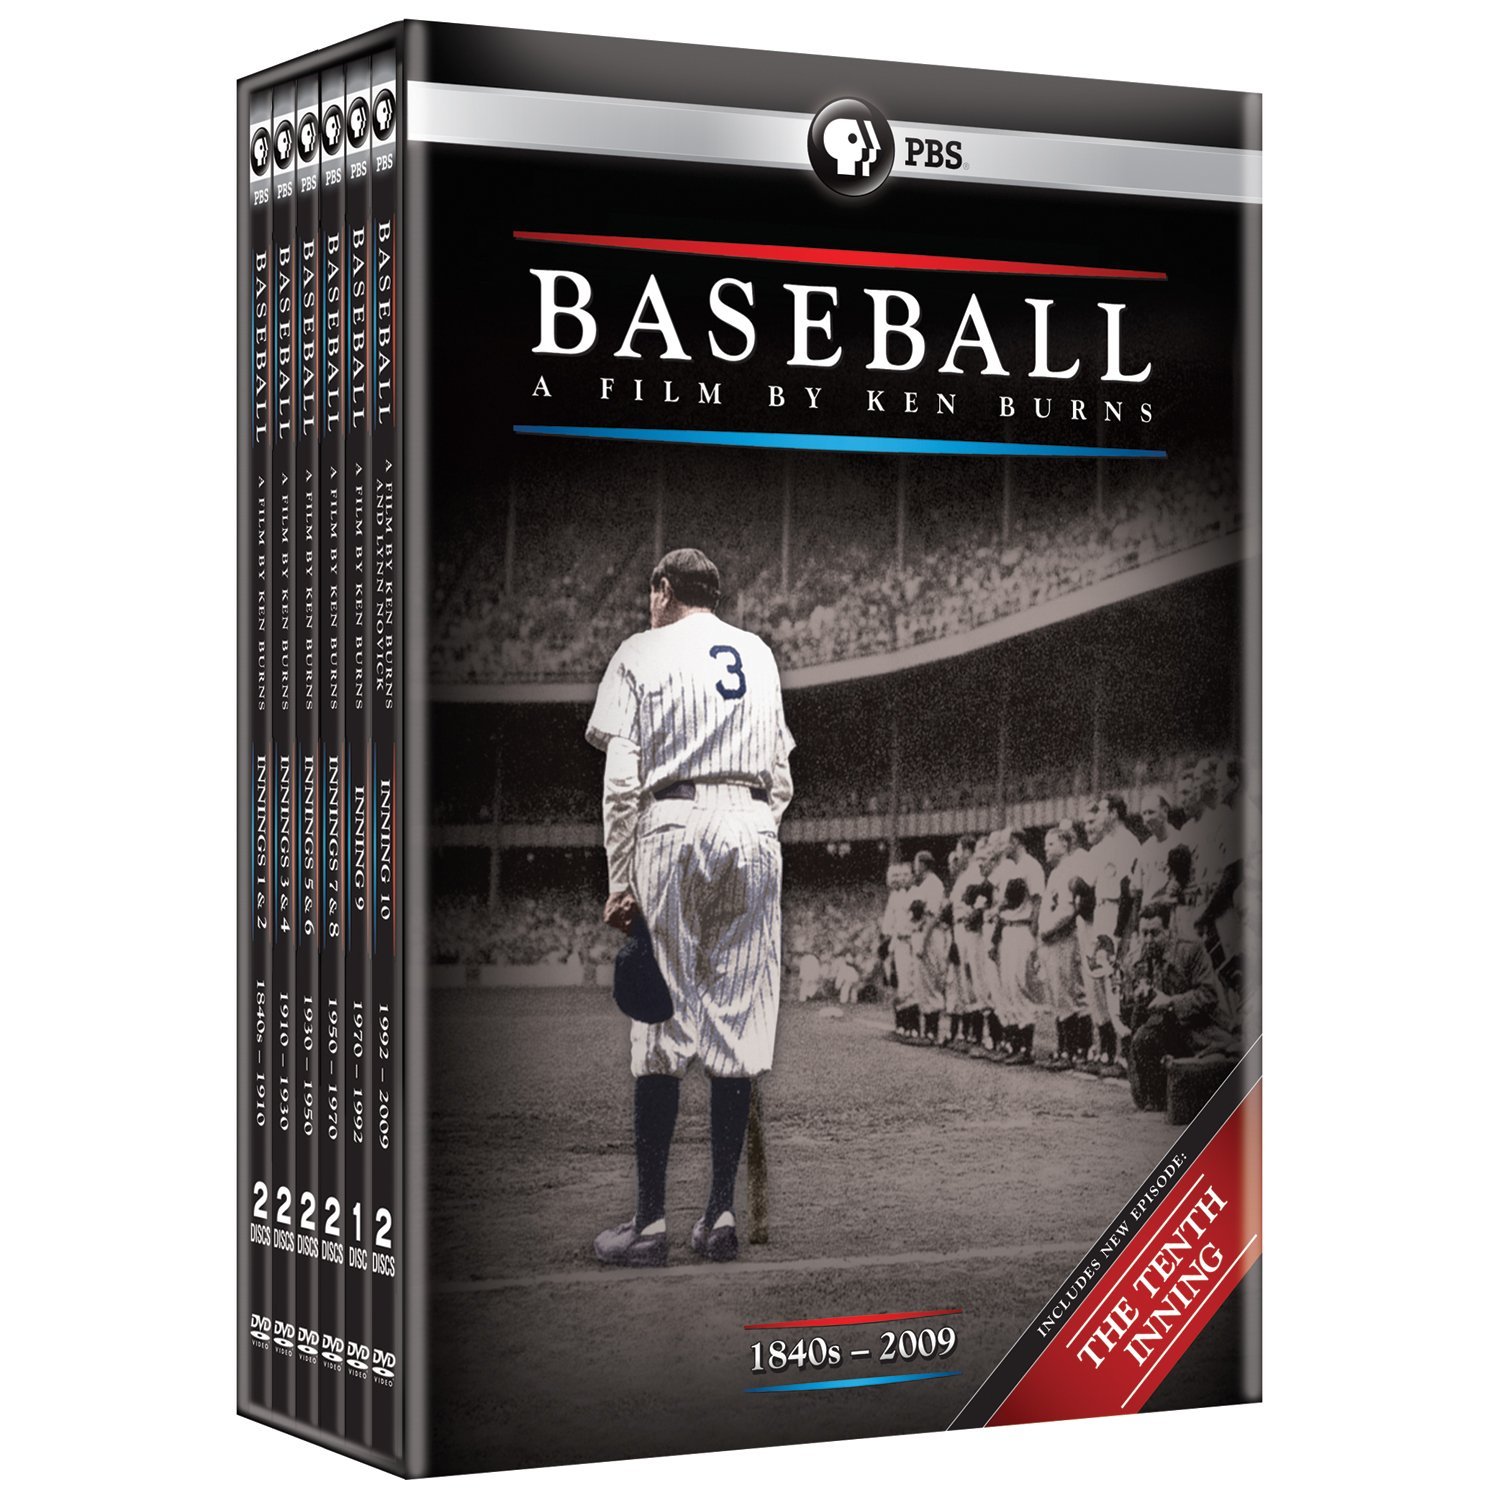 PBS
BASEBALL
A FILM BY KEN BURNS
3
1840s – 2009
INCLUDES NEW EPISODE:
THE TENTH
INNING
PBS
BASEBALL
A FILM BY KEN BURNS
INNINGS 1 & 2
1840s – 1910
2
DISCS
DVD
VIDEO
PBS
BASEBALL
A FILM BY KEN BURNS
INNINGS 3 & 4
1910 – 1930
2
DISCS
DVD
VIDEO
PBS
BASEBALL
A FILM BY KEN BURNS
INNINGS 5 & 6
1930 – 1950
2
DISCS
DVD
VIDEO
PBS
BASEBALL
A FILM BY KEN BURNS
INNINGS 7 & 8
1950 – 1970
2
DISCS
DVD
VIDEO
PBS
BASEBALL
A FILM BY KEN BURNS
INNING 9
1970 – 1992
1
DISC
DVD
VIDEO
PBS
BASEBALL
A FILM BY KEN BURNS
AND LYNN NOVICK
INNING 10
1992 – 2009
2
DISCS
DVD
VIDEO